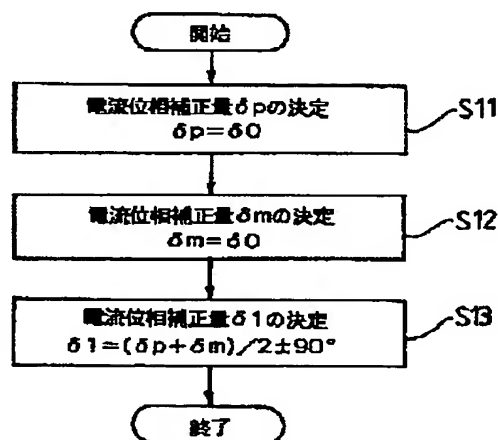 開始
電流位相補正量δpの決定
δp=δ0
S11
電流位相補正量δmの決定
δm=δ0
S12
電流位相補正量δ1の決定
δ1=(δp+δm)/2±90°
S13
終了